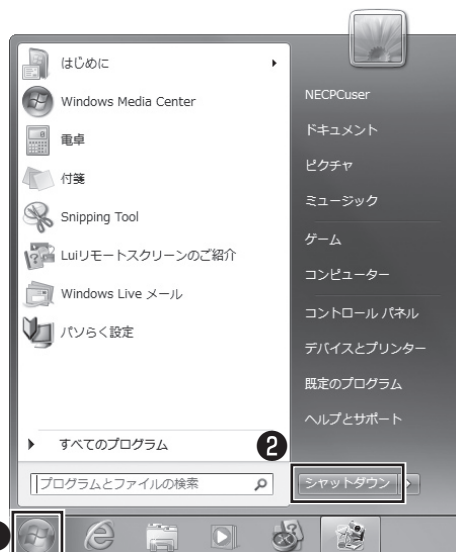 はじめに
Windows Media Center
電卓
付箋
Snipping Tool
Luiリモートスクリーンのご紹介
Windows Live メール
パソらく設定
すべてのプログラム
プログラムとファイルの検索
NECPCuser
ドキュメント
ピクチャ
ミュージック
ゲーム
コンピューター
コントロール パネル
デバイスとプリンター
既定のプログラム
ヘルプとサポート
❷
シャットダウン